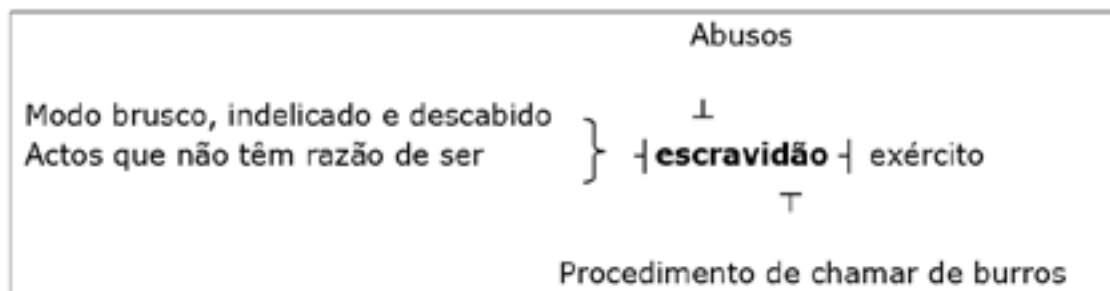 Abusos
Modo brusco, indelicado e descabido
Actos que não têm razão de ser
escravidão
exército
Procedimento de chamar de burros